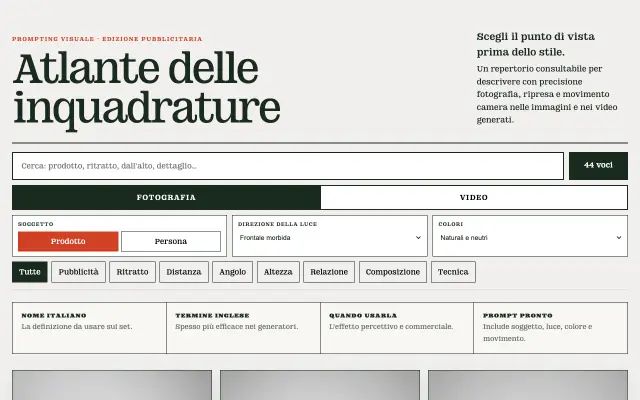 PROMPTING VISUALE · EDIZIONE PUBBLICITARIA
Atlante delle
inquadrature
Scegli il punto di vista
prima dello stile.
Un repertorio consultabile per
descrivere con precisione
fotografia, ripresa e movimento
camera nelle immagini e nei video
generati.
Cerca: prodotto, ritratto, dall'alto, dettaglio…
44 voci
FOTOGRAFIA
VIDEO
SOGGETTO
Prodotto
Persona
DIREZIONE DELLA LUCE
Frontale morbida
COLORI
Naturali e neutri
Tutte
Pubblicità
Ritratto
Distanza
Angolo
Altezza
Relazione
Composizione
Tecnica
NOME ITALIANO
La definizione da usare sul set.
TERMINE INGLESE
Spesso più efficace nei generatori.
QUANDO USARLA
L'effetto percettivo e commerciale.
PROMPT PRONTO
Include soggetto, luce, colore e
movimento.